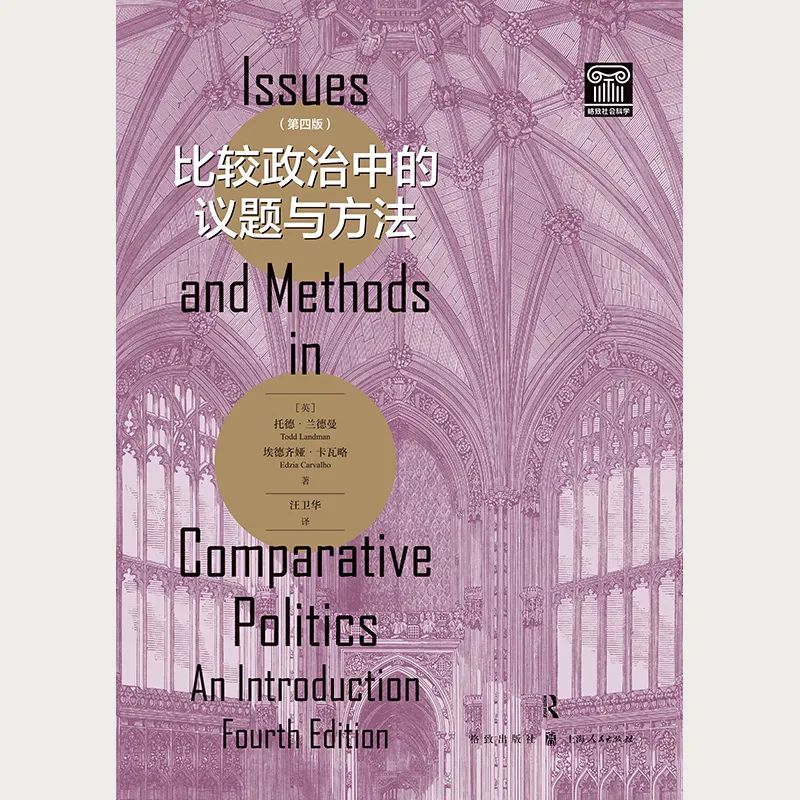 Issues
（第四版）
比较政治中的
议题与方法
and Methods
in
［英］
托德·兰德曼
Todd Landman
埃德齐娅·卡瓦略
Edzia Carvalho
著
汪卫华
译
Comparative
Politics
An Introduction
Fourth Edition
格致社会科学
格致出版社 上海人民出版社